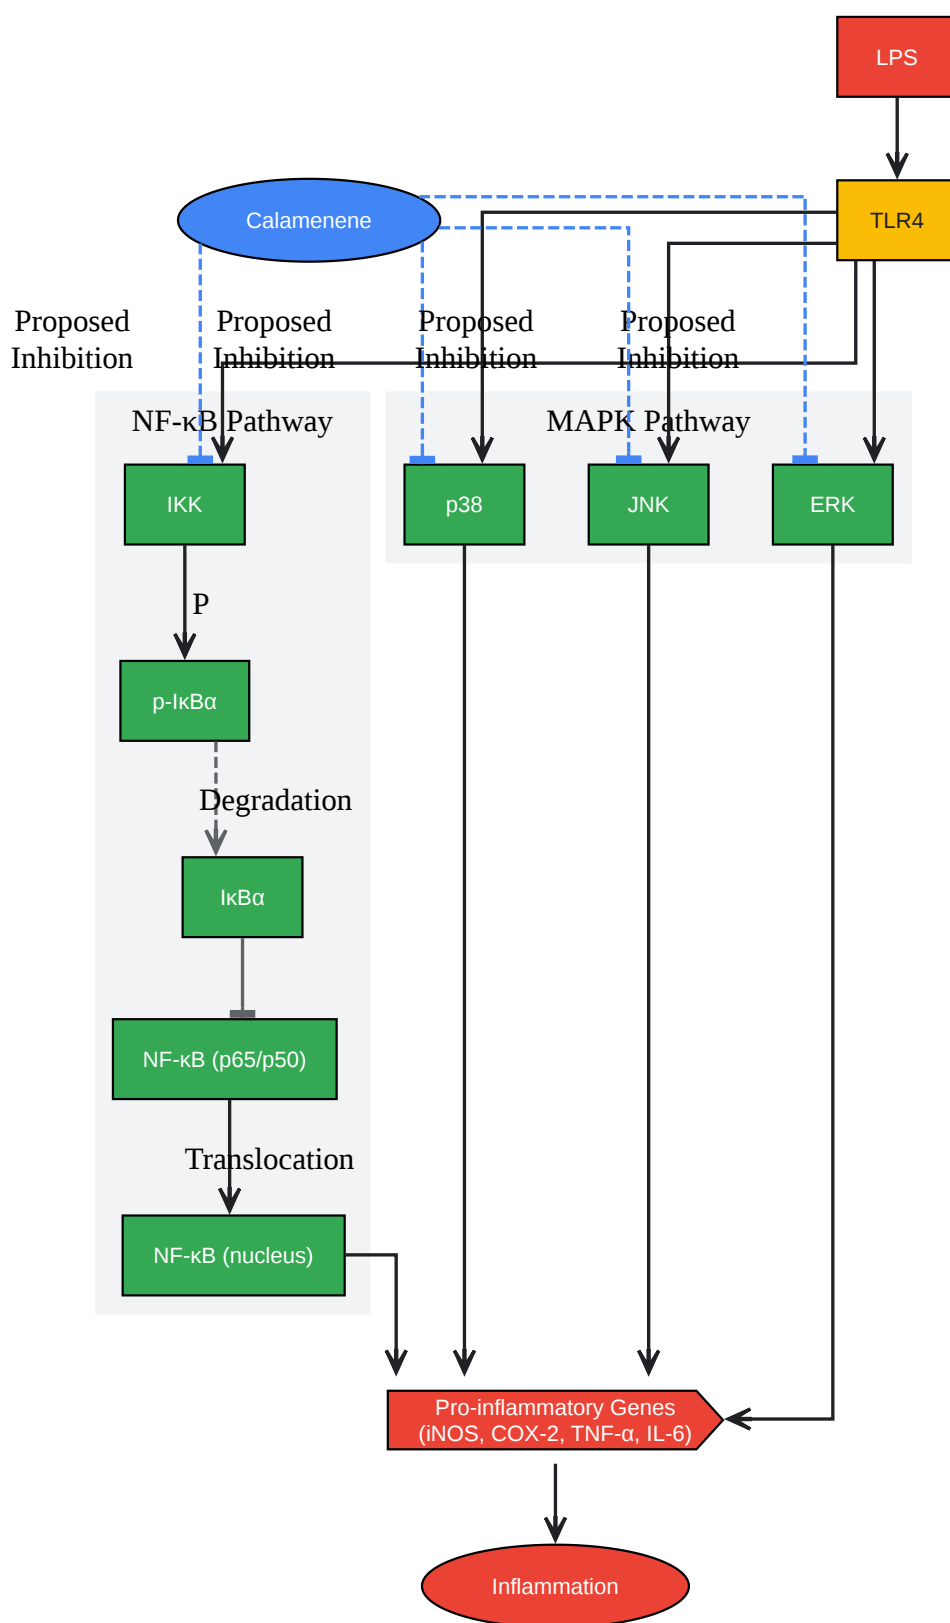 LPS
Calamenene
TLR4
Proposed
Inhibition
Proposed
Inhibition
Proposed
Inhibition
Proposed
Inhibition
NF-κB Pathway
MAPK Pathway
IKK
p38
JNK
ERK
P
p-IκBα
Degradation
IκBα
NF-κB (p65/p50)
Translocation
NF-κB (nucleus)
Pro-inflammatory Genes
(iNOS, COX-2, TNF-α, IL-6)
Inflammation